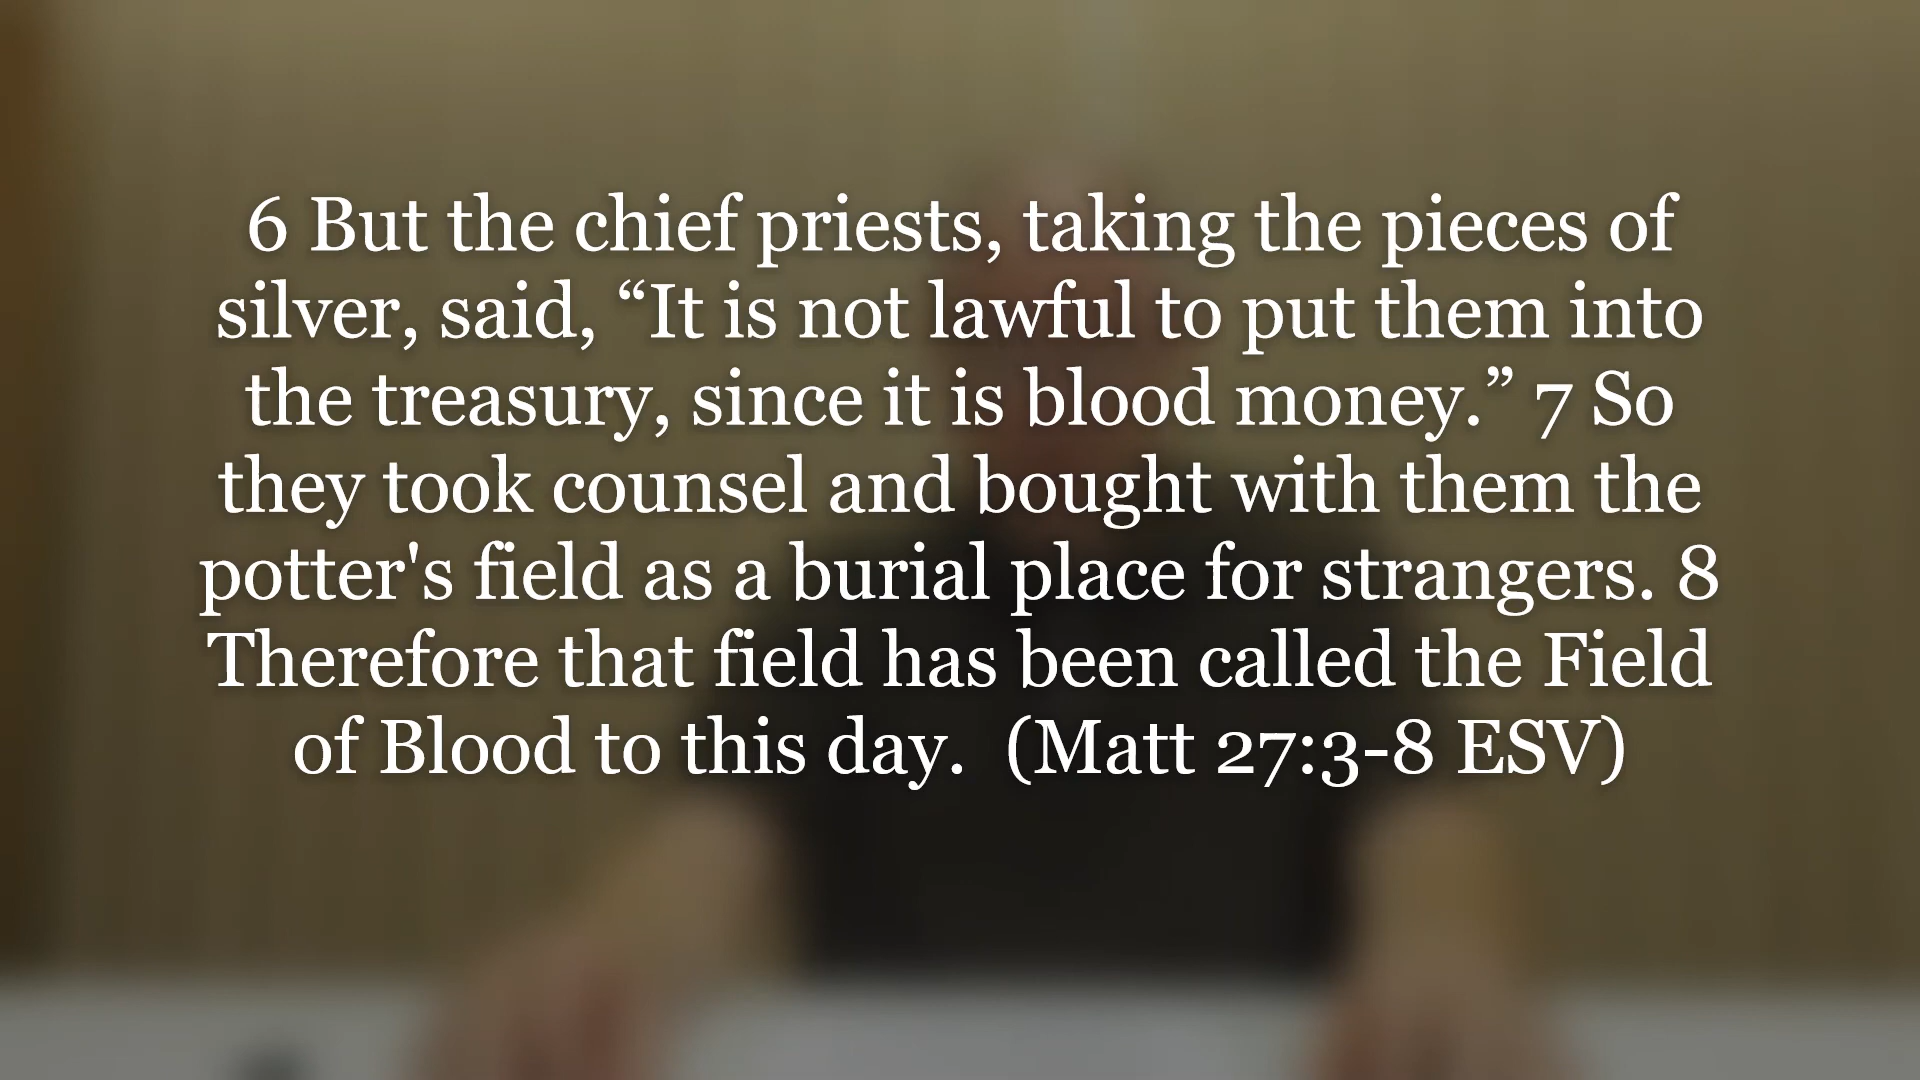 6 But the chief priests, taking the pieces of
silver, said, “It is not lawful to put them into
the treasury, since it is blood money.” 7 So
they took counsel and bought with them the
potter's field as a burial place for strangers. 8
Therefore that field has been called the Field
of Blood to this day.  (Matt 27:3-8 ESV)